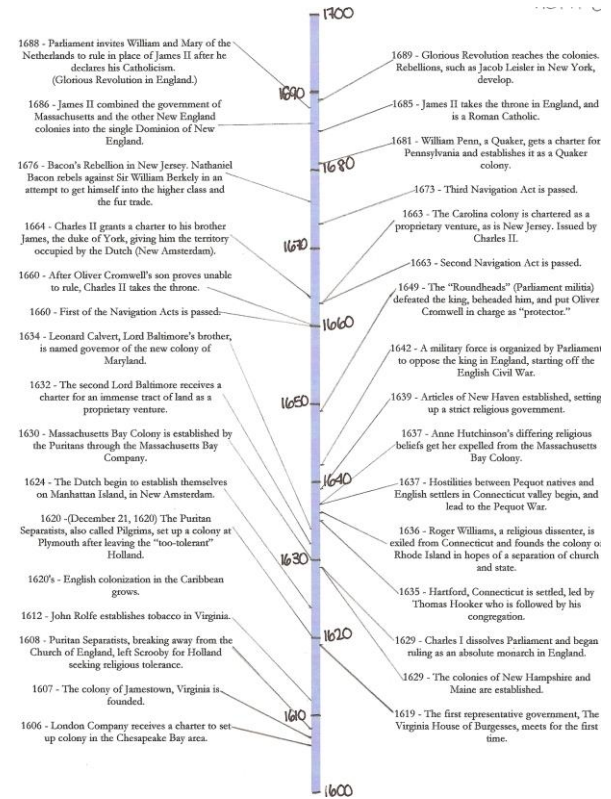 1700
1688 - Parliament invites William and Mary of the
Netherlands to rule in place of James II after he
declares his Catholicism.
(Glorious Revolution in England.)
1690
1686 - James II combined the government of
Massachusetts and the other New England
colonies into the single Dominion of New
England.
1676 - Bacon's Rebellion in New Jersey. Nathaniel
Bacon rebels against Sir William Berkely in an
attempt to get himself into the higher class and
the fur trade.
1680
1664 - Charles II grants a charter to his brother
James, the duke of York, giving him the territory
occupied by the Dutch (New Amsterdam).
1670
1660 - After Oliver Cromwell's son proves unable
to rule, Charles II takes the throne.
1660 - First of the Navigation Acts is passed.
1660
1634 - Leonard Calvert, Lord Baltimore's brother,
is named governor of the new colony of
Maryland.
1632 - The second Lord Baltimore receives a
charter for an immense tract of land as a
proprietary venture.
1650
1630 - Massachusetts Bay Colony is established by
the Puritans through the Massachusetts Bay
Company.
1624 - The Dutch begin to establish themselves
on Manhattan Island, in New Amsterdam.
1640
1620 -(December 21, 1620) The Puritan
Separatists, also called Pilgrims, set up a colony at
Plymouth after leaving the "too-tolerant"
Holland.
1620's - English colonization in the Caribbean
grows.
1630
1612 - John Rolfe establishes tobacco in Virginia.
1608 - Puritan Separatists, breaking away from the
Church of England, left Scrooby for Holland
seeking religious tolerance.
1620
1607 - The colony of Jamestown, Virginia is
founded.
1606 - London Company receives a charter to set
up colony in the Chesapeake Bay area.
1610
1600
1689 - Glorious Revolution reaches the colonies.
Rebellions, such as Jacob Leisler in New York,
develop.
1685 - James II takes the throne in England, and
is a Roman Catholic.
1681 - William Penn, a Quaker, gets a charter for
Pennsylvania and establishes it as a Quaker
colony.
1673 - Third Navigation Act is passed.
1663 - The Carolina colony is chartered as a
proprietary venture, as is New Jersey. Issued by
Charles II.
1663 - Second Navigation Act is passed.
1649 - The "Roundheads" (Parliament militia)
defeated the king, beheaded him, and put Oliver
Cromwell in charge as "protector."
1642 - A military force is organized by Parliament
to oppose the king in England, starting off the
English Civil War.
1639 - Articles of New Haven established, setting
up a strict religious government.
1637 - Anne Hutchinson's differing religious
beliefs get her expelled from the Massachusetts
Bay Colony.
1637 - Hostilities between Pequot natives and
English settlers in Connecticut valley begin, and
lead to the Pequot War.
1636 - Roger Williams, a religious dissenter, is
exiled from Connecticut and founds the colony of
Rhode Island in hopes of a separation of church
and state.
1635 - Hartford, Connecticut is settled, led by
Thomas Hooker who is followed by his
congregation.
1629 - Charles I dissolves Parliament and began
ruling as an absolute monarch in England.
1629 - The colonies of New Hampshire and
Maine are established.
1619 - The first representative government, The
Virginia House of Burgesses, meets for the first
time.